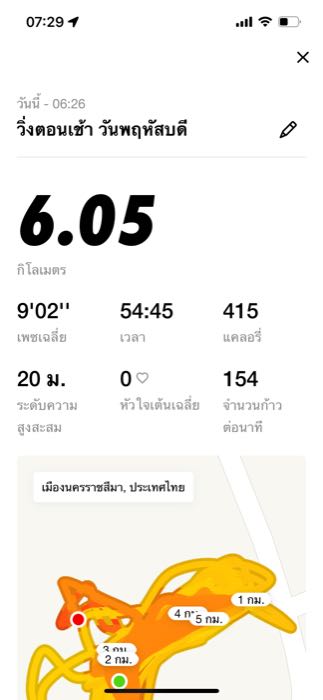 07:29
วันนี้ - 06:26
วิ่งตอนเช้า วันพฤหัสบดี
6.05
กิโลเมตร
9'02'' 54:45 415
เพซเฉลี่ย เวลา แคลอรี่
20 ม. 0 154
ระดับความ หัวใจเต้นเฉลี่ย จำนวนก้าว
สูงสะสม ต่อนาที
เมืองนครราชสีมา, ประเทศไทย
1 กม.
4 กม.
5 กม.
3 กม.
2 กม.